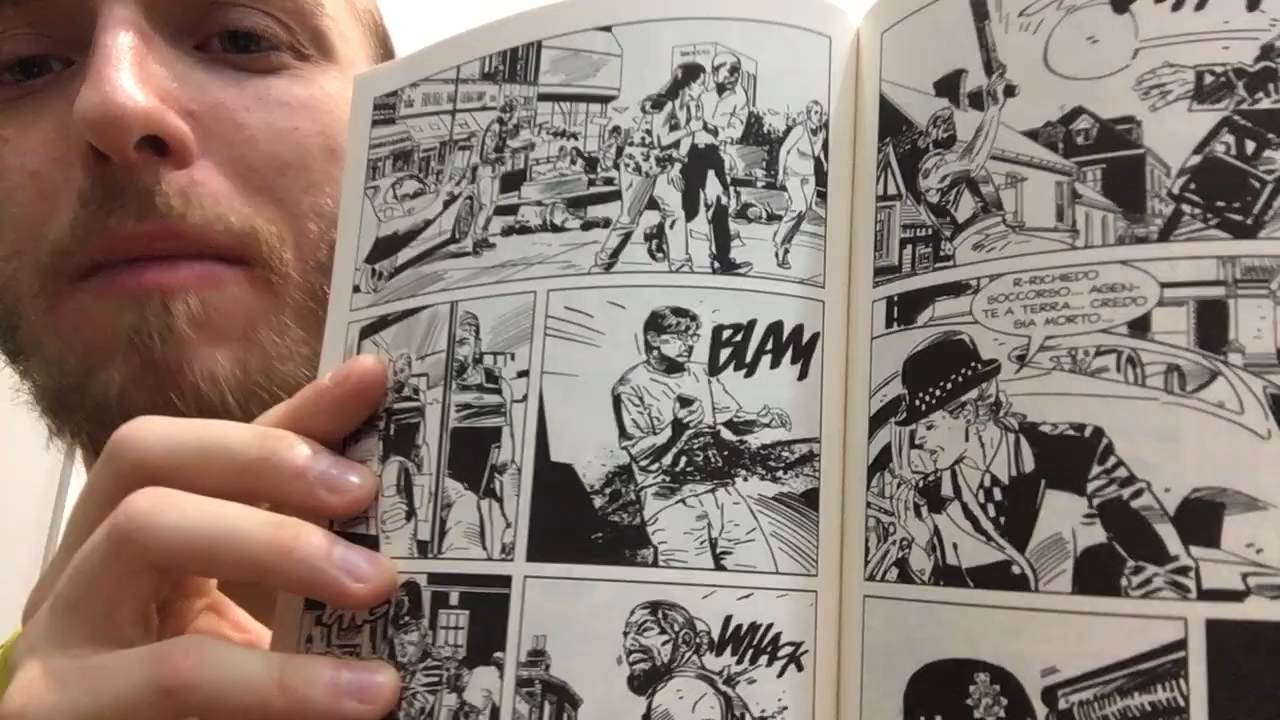 BLAM
WHACK
R-RICHIEDO
SOCCORSO... AGEN-
TE A TERRA... CREDO
SIA MORTO...